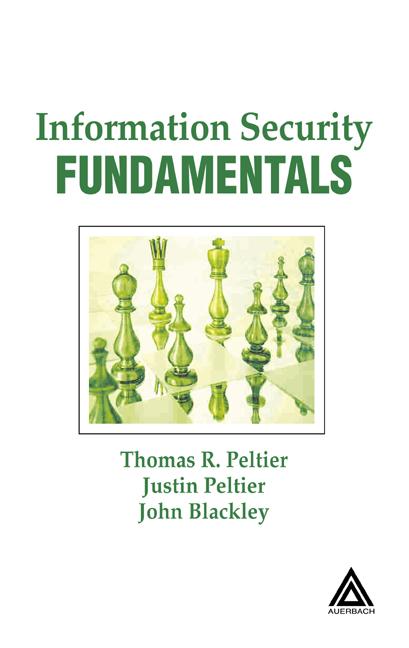 Information Security
FUNDAMENTALS
Thomas R. Peltier
Justin Peltier
John Blackley
AUERBACH